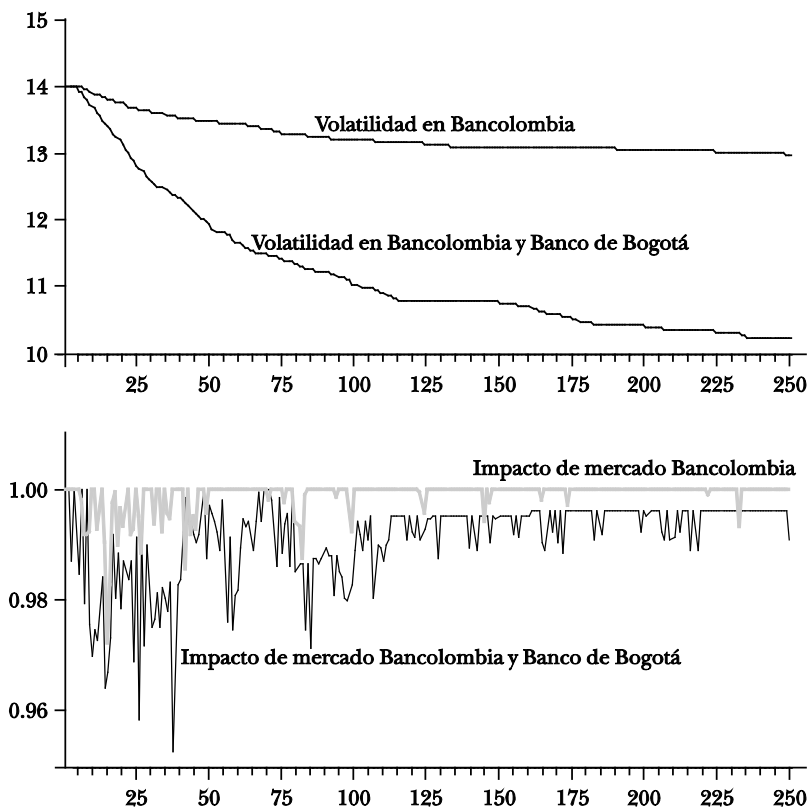 15
14
Volatilidad en Bancolombia
13
12
Volatilidad en Bancolombia y Banco de Bogotá
11
10
25 50 75 100 125 150 175 200 225 250
Impacto de mercado Bancolombia
1.00
0.98
Impacto de mercado Bancolombia y Banco de Bogotá
0.96
25 50 75 100 125 150 175 200 225 250